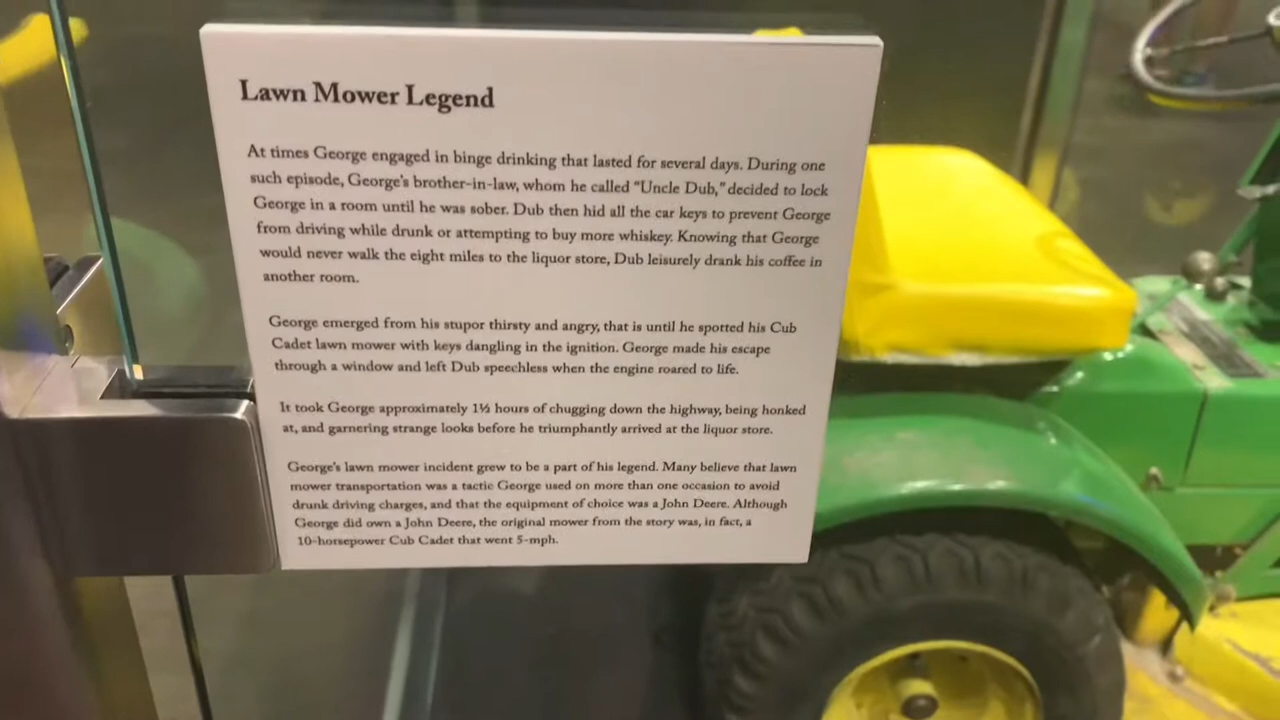 Lawn Mower Legend
At times George engaged in binge drinking that lasted for several days. During one
such episode, George's brother-in-law, whom he called "Uncle Dub," decided to lock
George in a room until he was sober. Dub then hid all the car keys to prevent George
from driving while drunk or attempting to buy more whiskey. Knowing that George
would never walk the eight miles to the liquor store, Dub leisurely drank his coffee in
another room.
George emerged from his stupor thirsty and angry, that is until he spotted his Cub
Cadet lawn mower with keys dangling in the ignition. George made his escape
through a window and left Dub speechless when the engine roared to life.
It took George approximately 1½ hours of chugging down the highway, being honked
at, and garnering strange looks before he triumphantly arrived at the liquor store.
George's lawn mower incident grew to be a part of his legend. Many believe that lawn
mower transportation was a tactic George used on more than one occasion to avoid
drunk driving charges, and that the equipment of choice was a John Deere. Although
George did own a John Deere, the original mower from the story was, in fact, a
10-horsepower Cub Cadet that went 5-mph.